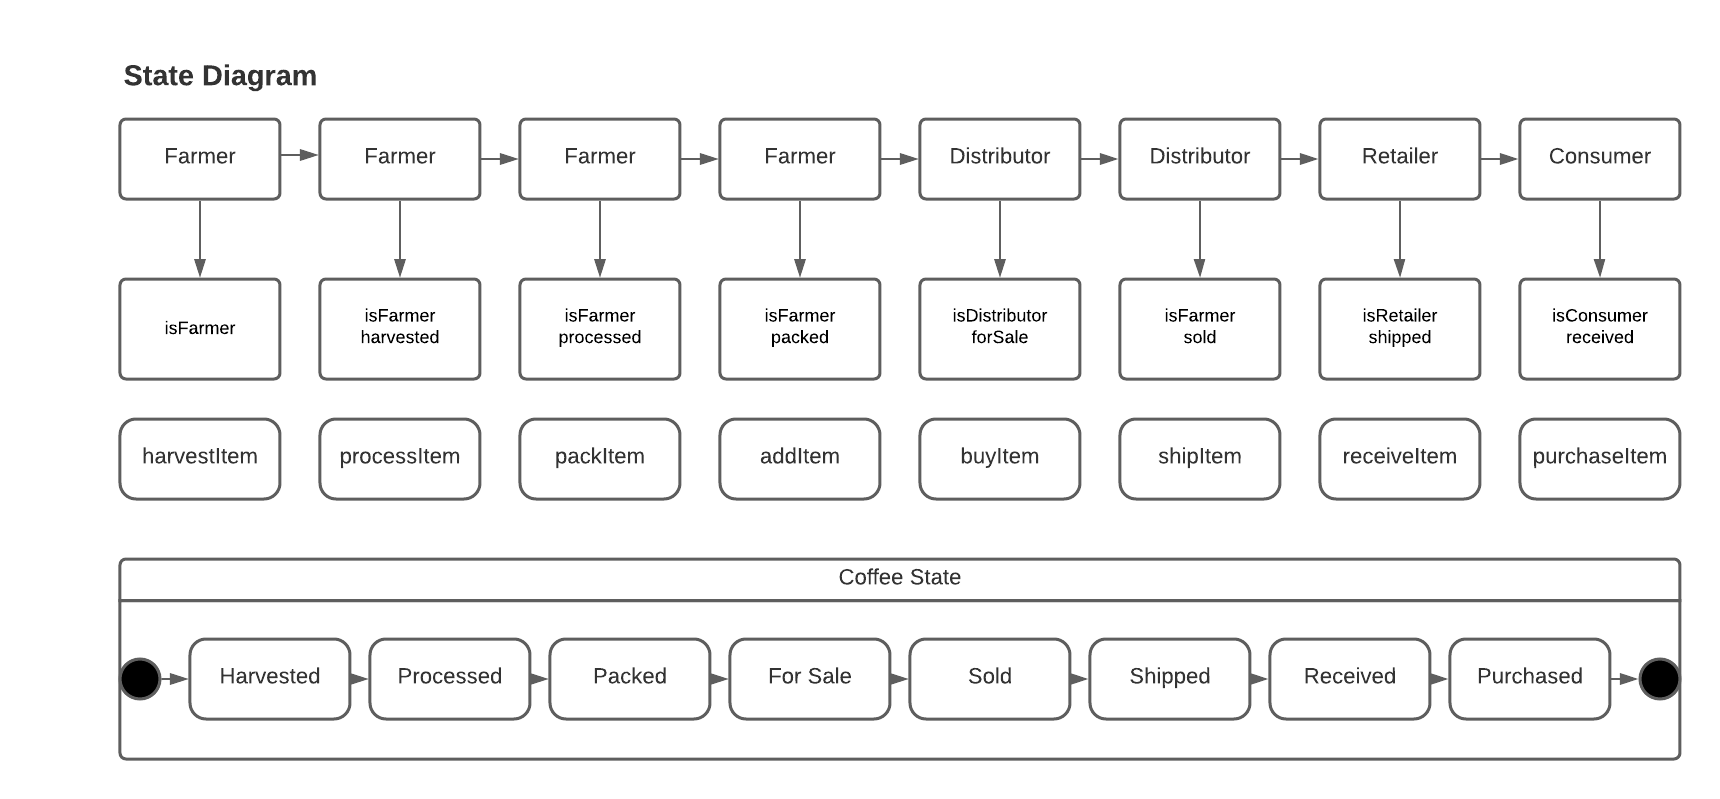 State Diagram
Farmer
Farmer
Farmer
Farmer
Distributor
Distributor
Retailer
Consumer
isFarmer
isFarmer
harvested
isFarmer
processed
isFarmer
packed
isDistributor
forSale
isFarmer
sold
isRetailer
shipped
isConsumer
received
harvestItem
processItem
packItem
addItem
buyItem
shipItem
receiveItem
purchaseItem
Coffee State
Harvested
Processed
Packed
For Sale
Sold
Shipped
Received
Purchased